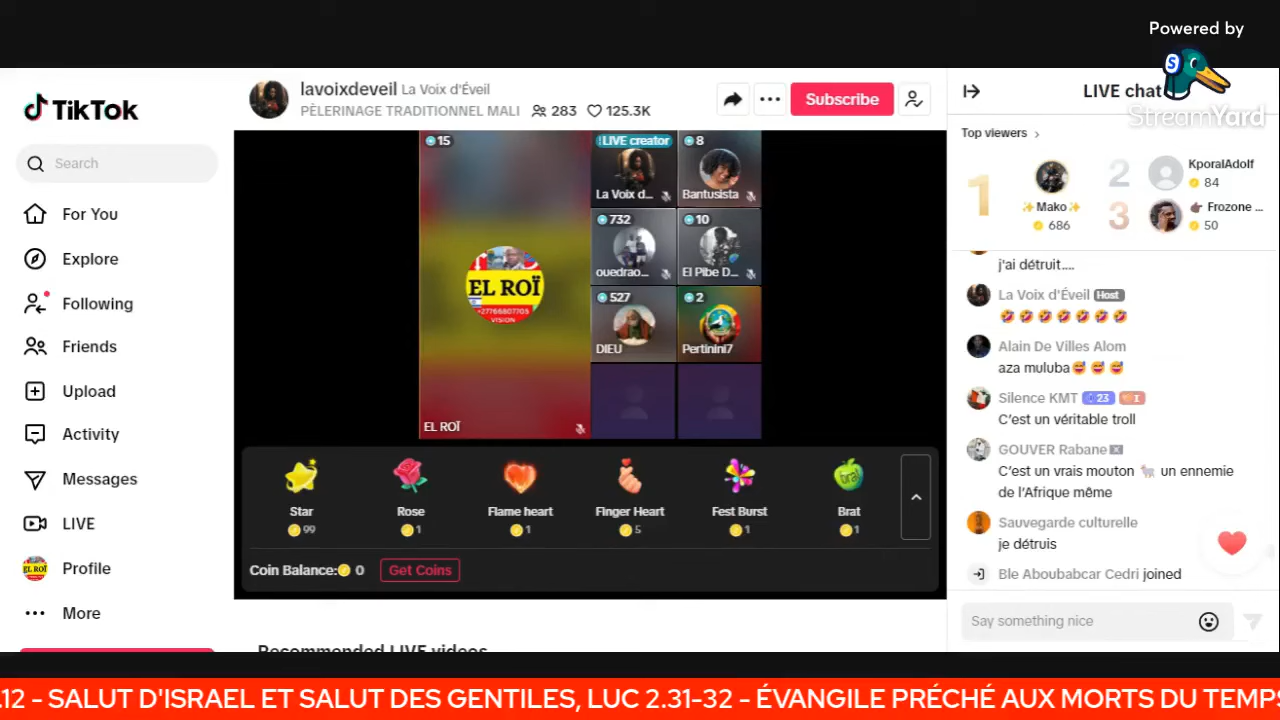 Powered by
StreamYard
TikTok
Search
For You
Explore
Following
Friends
Upload
Activity
Messages
LIVE
Profile
More
lavoixdeveil La Voix d'Éveil
PÈLERINAGE TRADITIONNEL MALI 283 125.3K
Subscribe
15
EL ROÏ
+27766807703
VISION
EL ROÏ
LIVE creator
La Voix d...
8
Bantusista
732
ouedrao...
10
El Pibe D...
527
DIEU
2
Pertinini7
Star
99
Rose
1
Flame heart
1
Finger Heart
5
Fest Burst
1
Brat
1
Coin Balance: 0 Get Coins
Recommended LIVE videos
LIVE chat
Top viewers
1
✨Mako✨
686
2
KporalAdolf
84
3
Frozone ...
50
j'ai détruit....
La Voix d'Éveil Host
🤣🤣🤣🤣🤣🤣🤣
Alain De Villes Alom
aza muluba😅😅😅
Silence KMT 23 I
C'est un véritable troll
GOUVER Rabane
C'est un vrais mouton 🐐 un ennemie
de l'Afrique même
Sauvegarde culturelle
je détruis
Ble Aboubabcar Cedri joined
Say something nice
.12 - SALUT D'ISRAEL ET SALUT DES GENTILES, LUC 2.31-32 - ÉVANGILE PRÉCHÉ AUX MORTS DU TEMPS